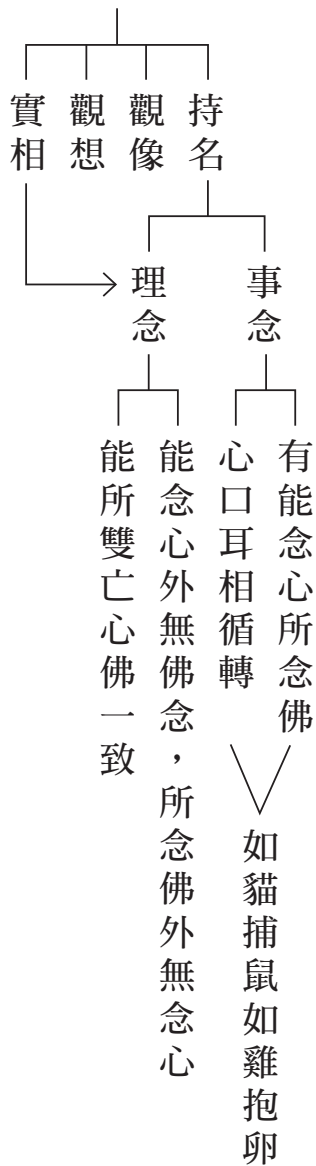 持名
觀像
觀想
實相
事念
理念
有能念心所念佛
心口耳相循轉
能念心外無佛念，所念佛外無念心
能所雙亡心佛一致
如貓捕鼠如雞抱卵